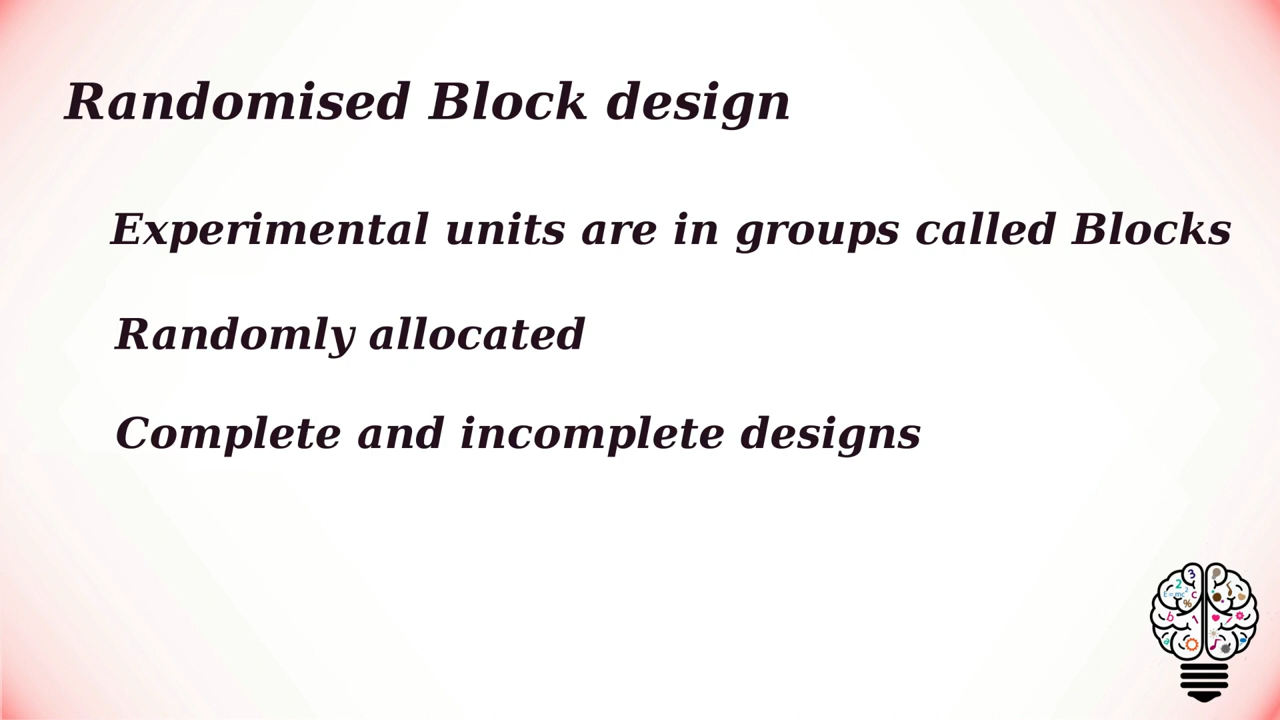 Randomised Block design
Experimental units are in groups called Blocks
Randomly allocated
Complete and incomplete designs